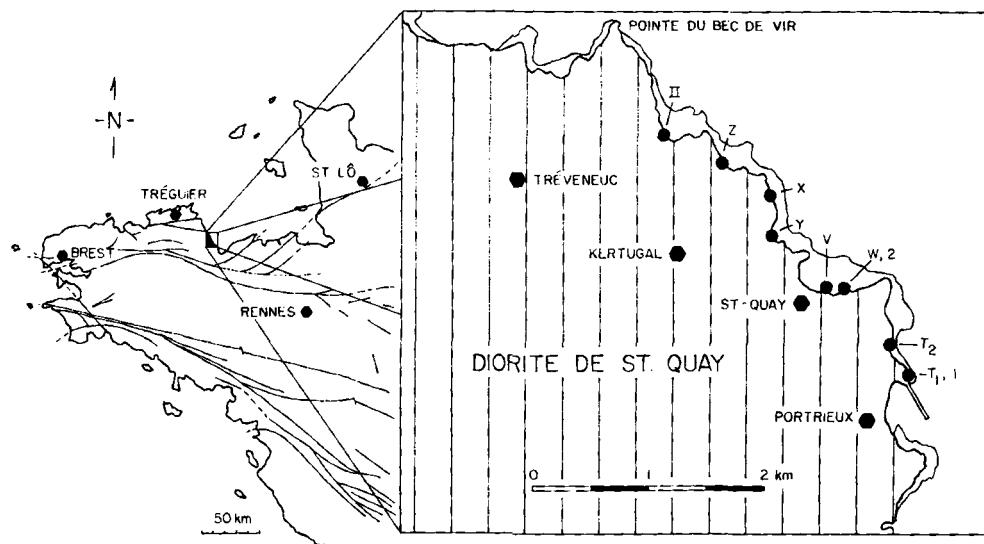 POINTE DU BEC DE VIR
II
Z
-N-
ST LÔ
TRÉVENEUC
X
TRÉGUIER
Y
BREST
KERTUGAL
V
W, 2
RENNES
ST-QUAY
T2
DIORITE DE ST. QUAY
T1, 1
PORTRIEUX
0 1 2 km
50 km